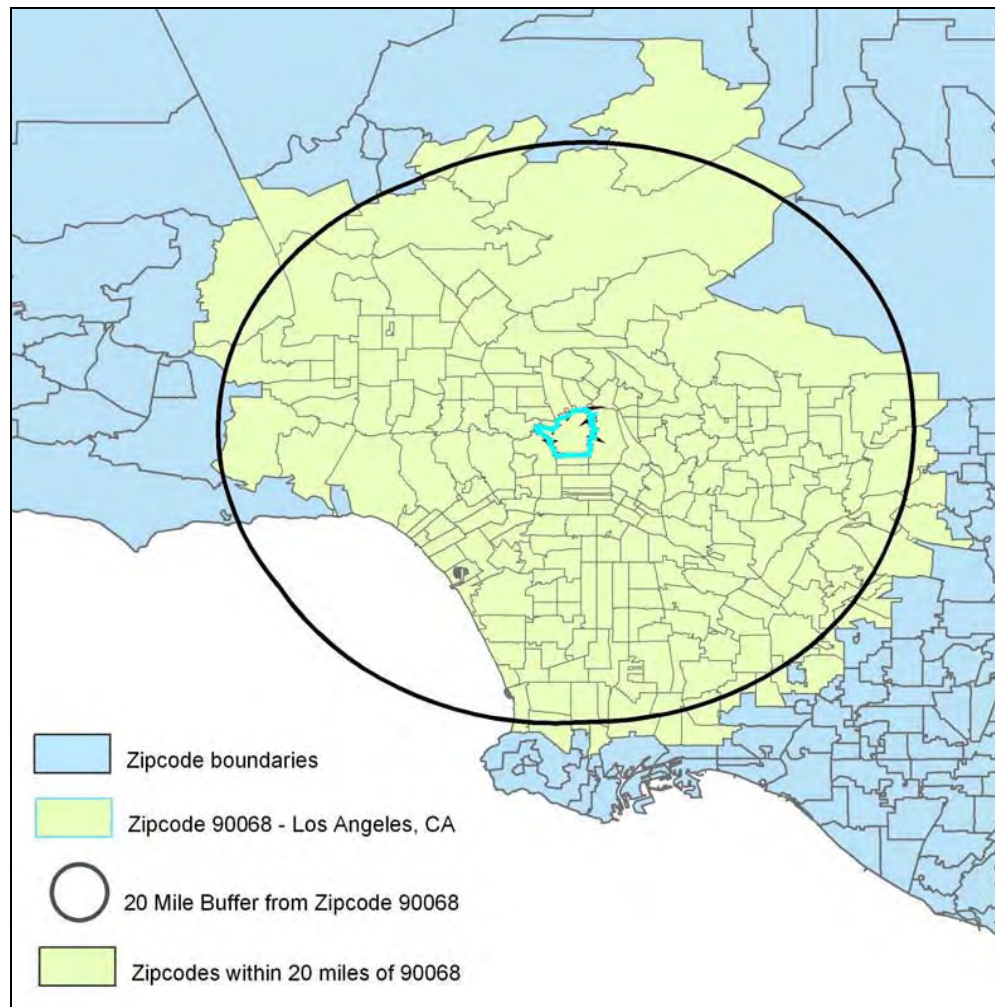 Zipcode boundaries
Zipcode 90068 - Los Angeles, CA
20 Mile Buffer from Zipcode 90068
Zipcodes within 20 miles of 90068